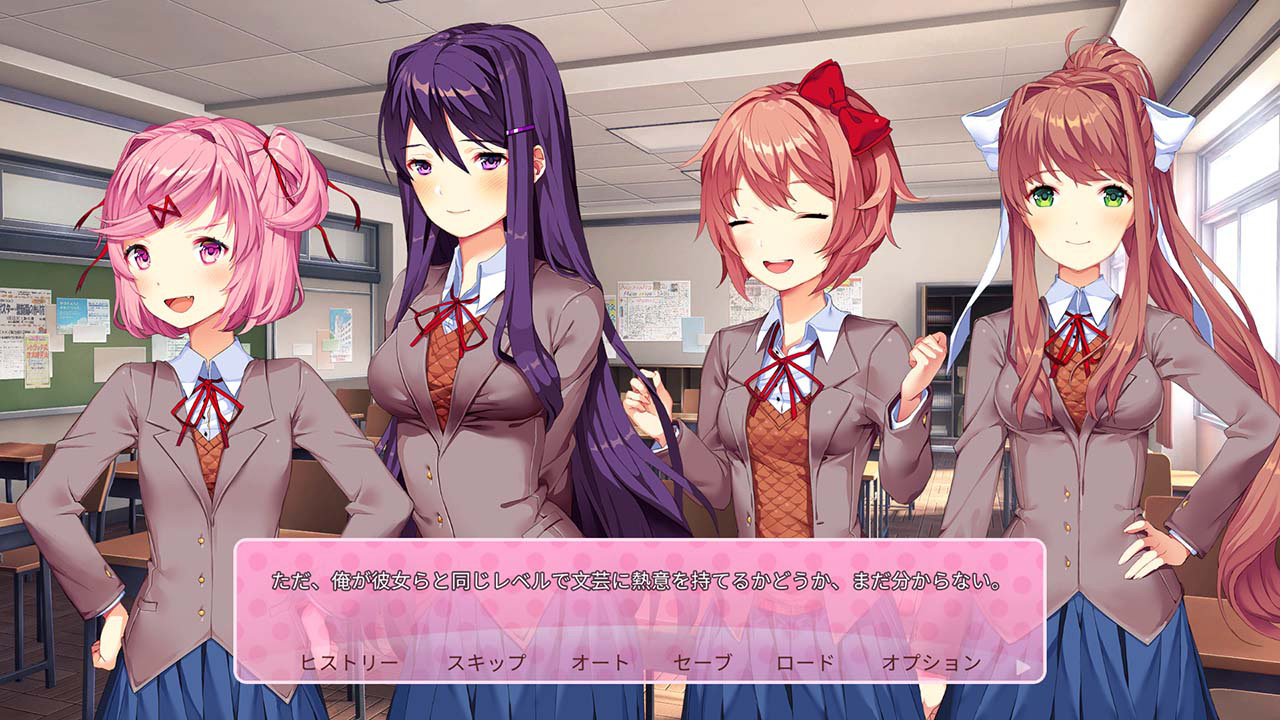 ただ、俺が彼女らと同じレベルで文芸に熱意を持てるかどうか、まだ分からない。
ヒストリー スキップ オート セーブ ロード オプション